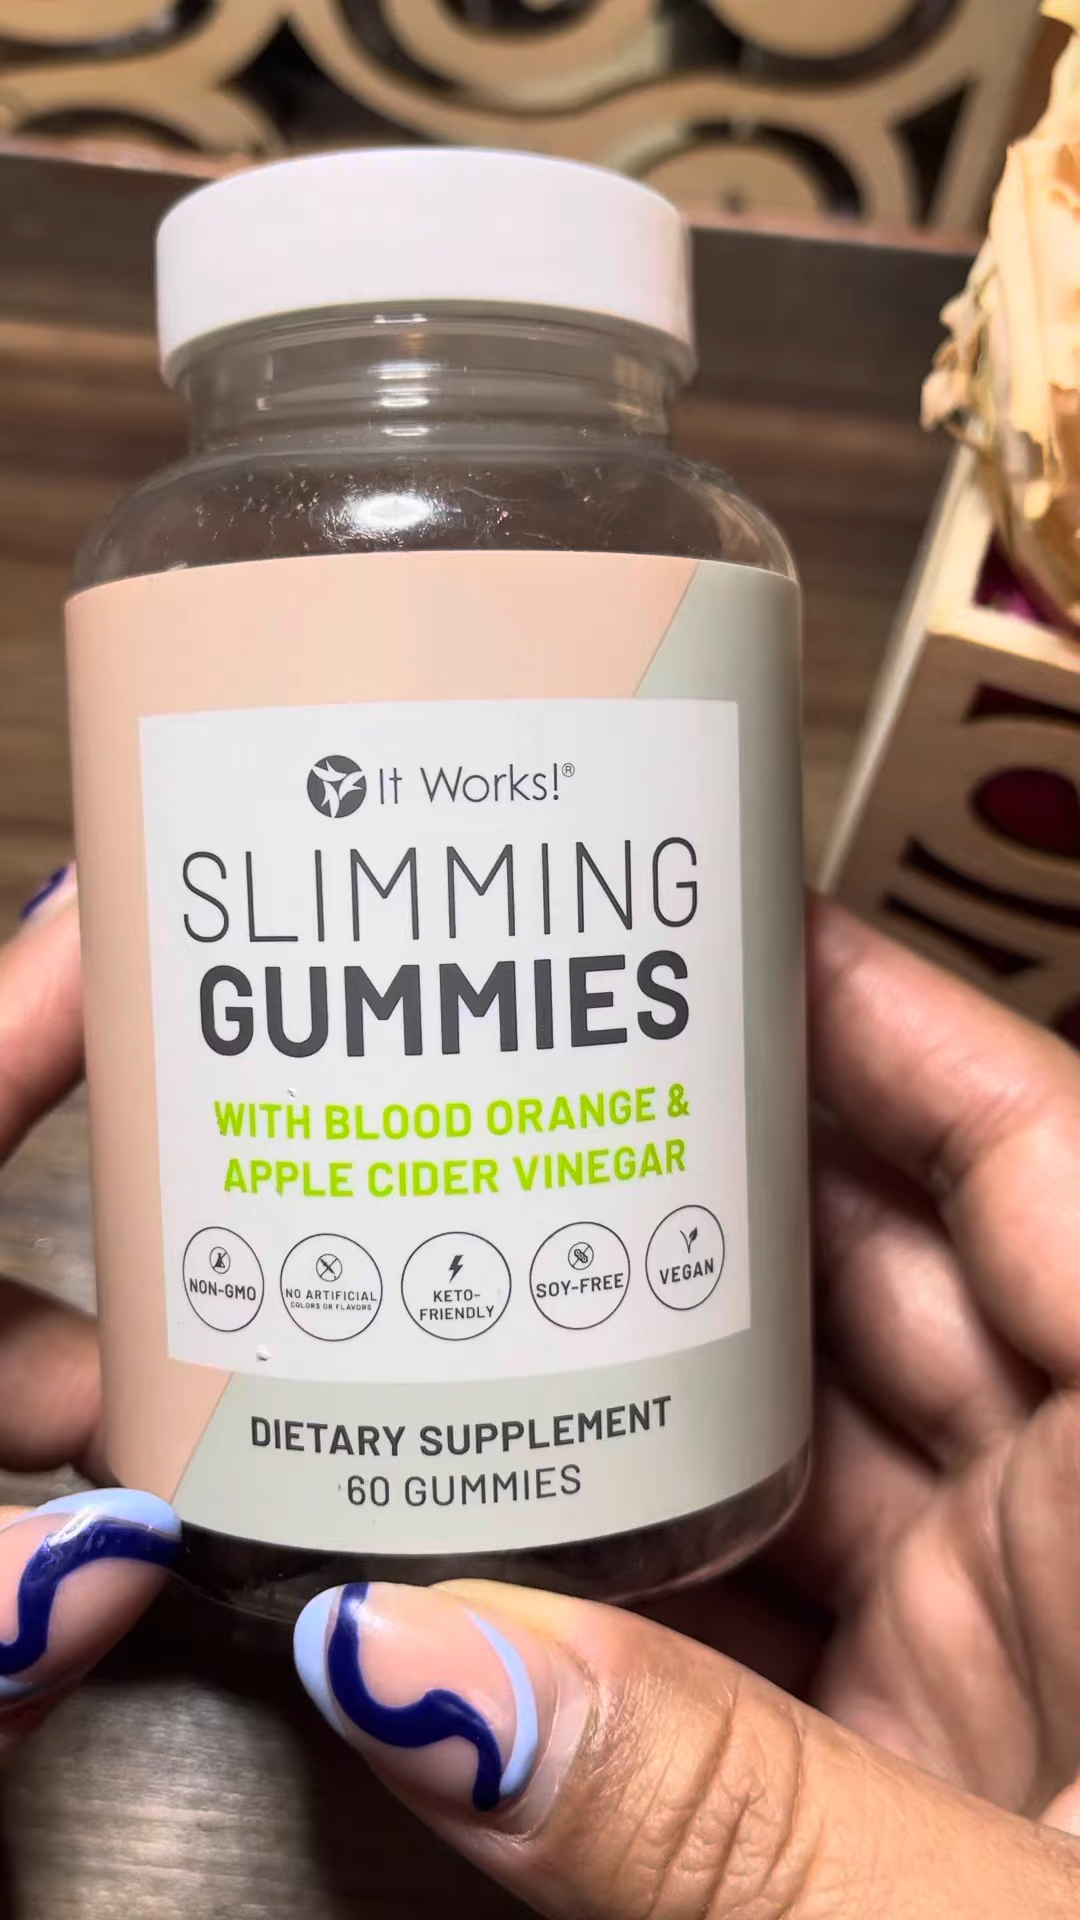 It Works!®
SLIMMING
GUMMIES
WITH BLOOD ORANGE &
APPLE CIDER VINEGAR
NON-GMO
NO ARTIFICIAL
COLORS OR FLAVORS
KETO-
FRIENDLY
SOY-FREE
VEGAN
DIETARY SUPPLEMENT
60 GUMMIES